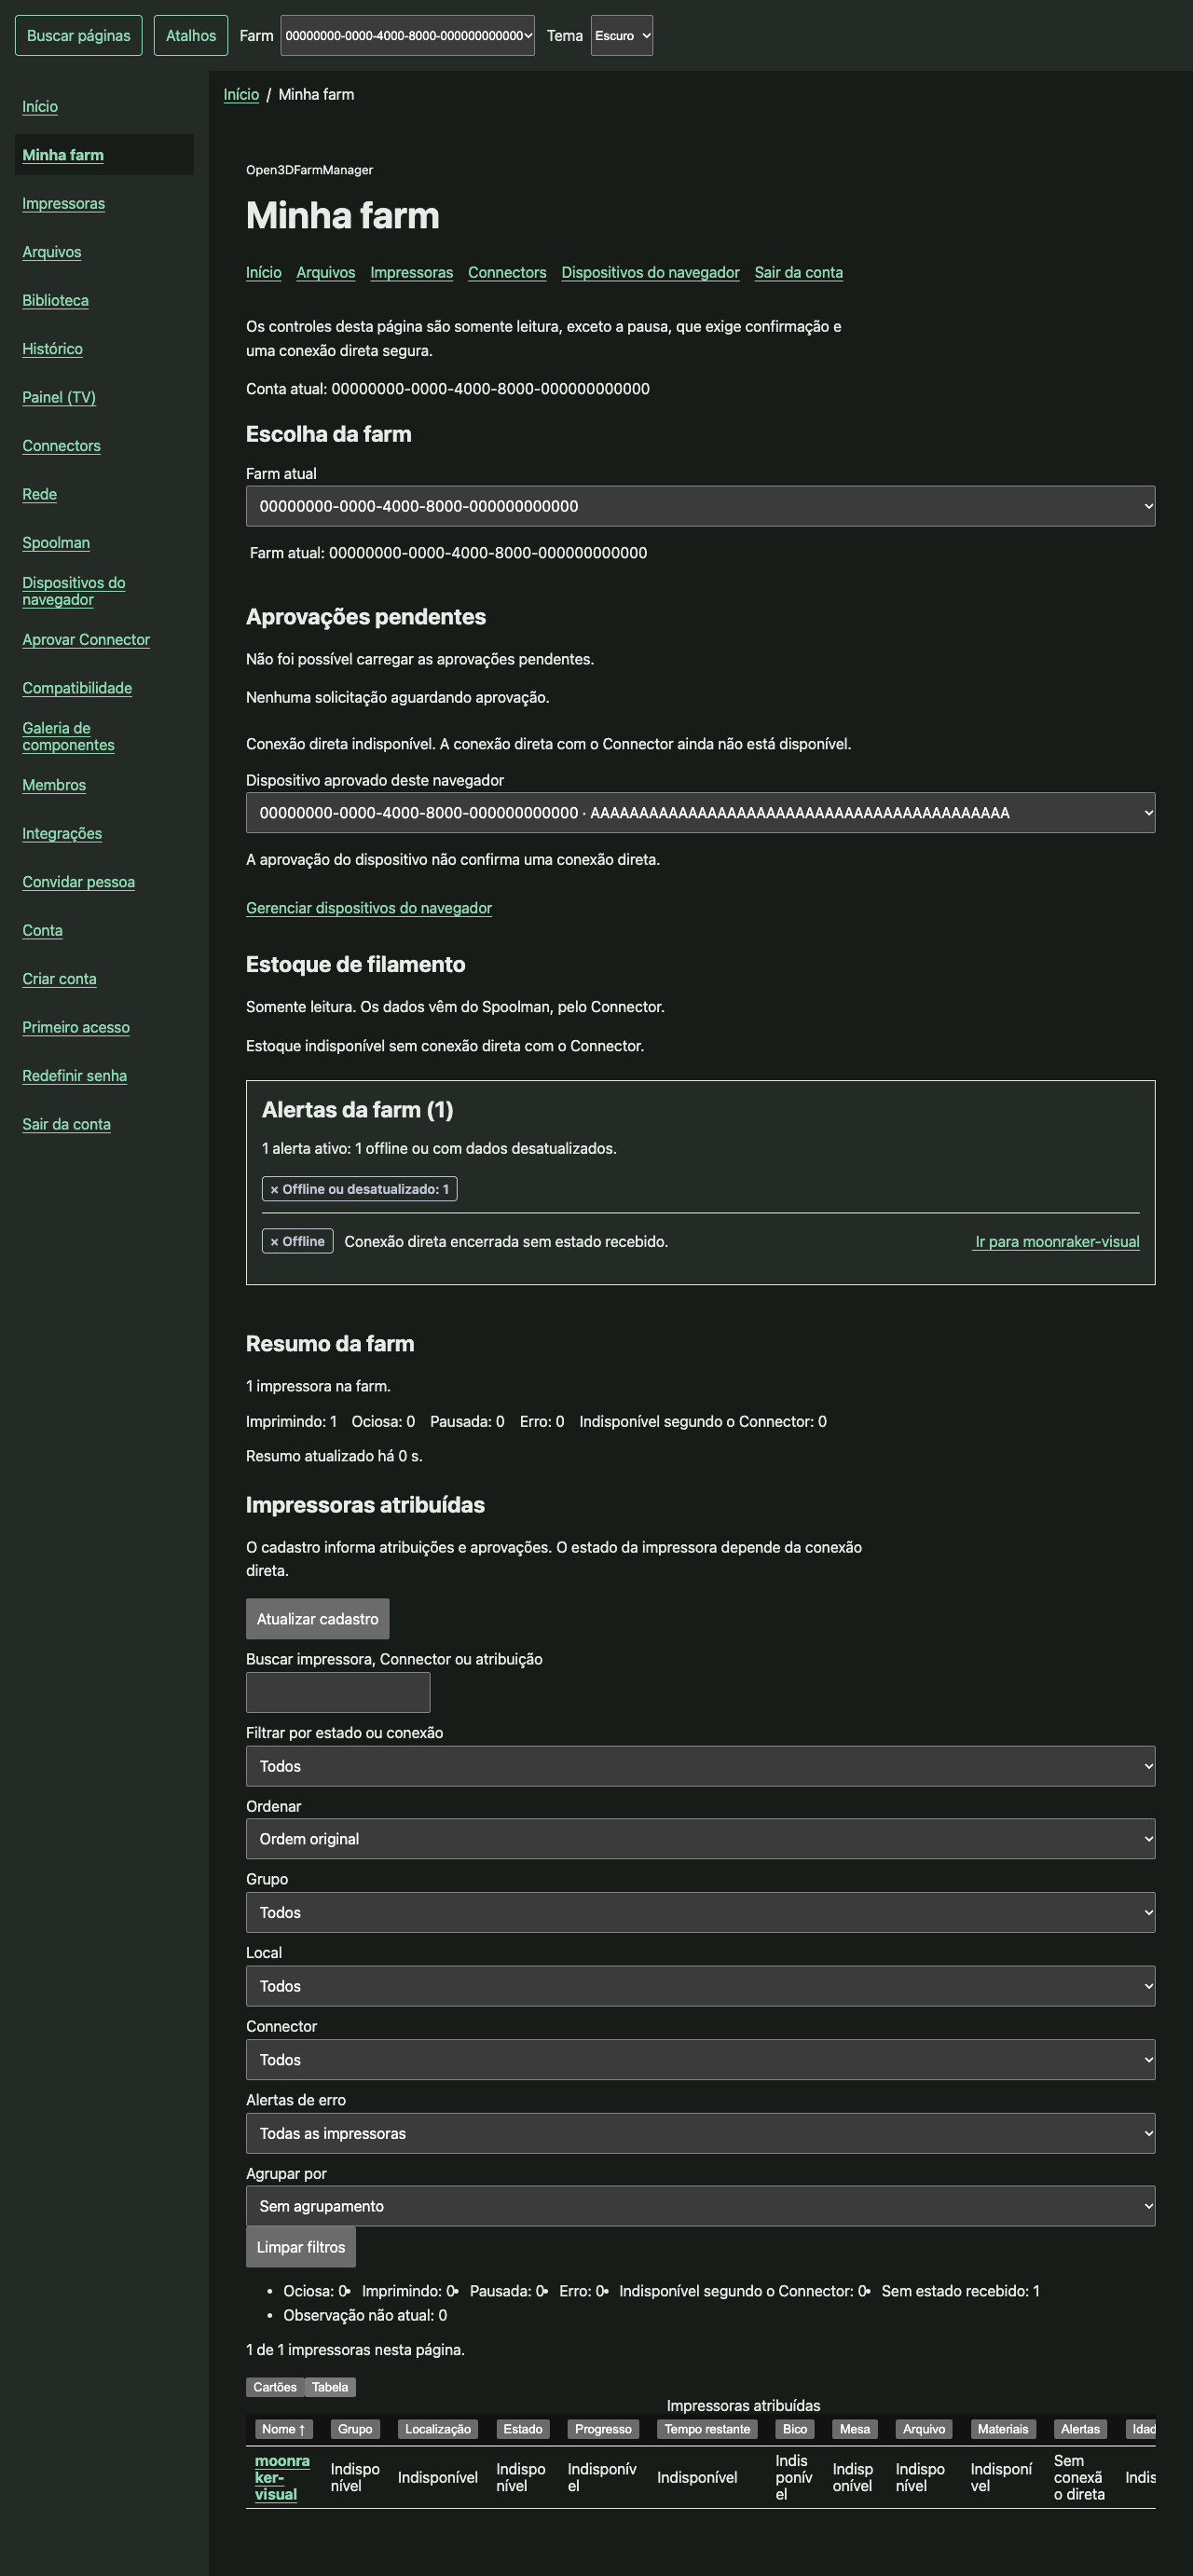 Buscar páginas Atalhos Farm 00000000-0000-4000-8000-000000000000 Tema Escuro
Início
Minha farm
Impressoras
Arquivos
Biblioteca
Histórico
Painel (TV)
Connectors
Rede
Spoolman
Dispositivos do
navegador
Aprovar Connector
Compatibilidade
Galeria de
componentes
Membros
Integrações
Convidar pessoa
Conta
Criar conta
Primeiro acesso
Redefinir senha
Sair da conta
Início / Minha farm
Open3DFarmManager
Minha farm
Início Arquivos Impressoras Connectors Dispositivos do navegador Sair da conta
Os controles desta página são somente leitura, exceto a pausa, que exige confirmação e
uma conexão direta segura.
Conta atual: 00000000-0000-4000-8000-000000000000
Escolha da farm
Farm atual
00000000-0000-4000-8000-000000000000
Farm atual: 00000000-0000-4000-8000-000000000000
Aprovações pendentes
Não foi possível carregar as aprovações pendentes.
Nenhuma solicitação aguardando aprovação.
Conexão direta indisponível. A conexão direta com o Connector ainda não está disponível.
Dispositivo aprovado deste navegador
00000000-0000-4000-8000-000000000000 · AAAAAAAAAAAAAAAAAAAAAAAAAAAAAAAAAAAAAAAAAAA
A aprovação do dispositivo não confirma uma conexão direta.
Gerenciar dispositivos do navegador
Estoque de filamento
Somente leitura. Os dados vêm do Spoolman, pelo Connector.
Estoque indisponível sem conexão direta com o Connector.
Alertas da farm (1)
1 alerta ativo: 1 offline ou com dados desatualizados.
× Offline ou desatualizado: 1
× Offline Conexão direta encerrada sem estado recebido. Ir para moonraker-visual
Resumo da farm
1 impressora na farm.
Imprimindo: 1 Ociosa: 0 Pausada: 0 Erro: 0 Indisponível segundo o Connector: 0
Resumo atualizado há 0 s.
Impressoras atribuídas
O cadastro informa atribuições e aprovações. O estado da impressora depende da conexão
direta.
Atualizar cadastro
Buscar impressora, Connector ou atribuição
Filtrar por estado ou conexão
Todos
Ordenar
Ordem original
Grupo
Todos
Local
Todos
Connector
Todos
Alertas de erro
Todas as impressoras
Agrupar por
Sem agrupamento
Limpar filtros
• Ociosa: 0 • Imprimindo: 0 • Pausada: 0 • Erro: 0 • Indisponível segundo o Connector: 0 • Sem estado recebido: 1
• Observação não atual: 0
1 de 1 impressoras nesta página.
Cartões Tabela
Impressoras atribuídas
Nome ↑ Grupo Localização Estado Progresso Tempo restante Bico Mesa Arquivo Materiais Alertas Idad
moonra
ker-
visual
Indispo
nível
Indisponível
Indispo
nível
Indisponív
el
Indisponível
Indis
poniv
el
Indisp
onível
Indispo
nível
Indisponí
vel
Sem
conexã
o direta
Indis